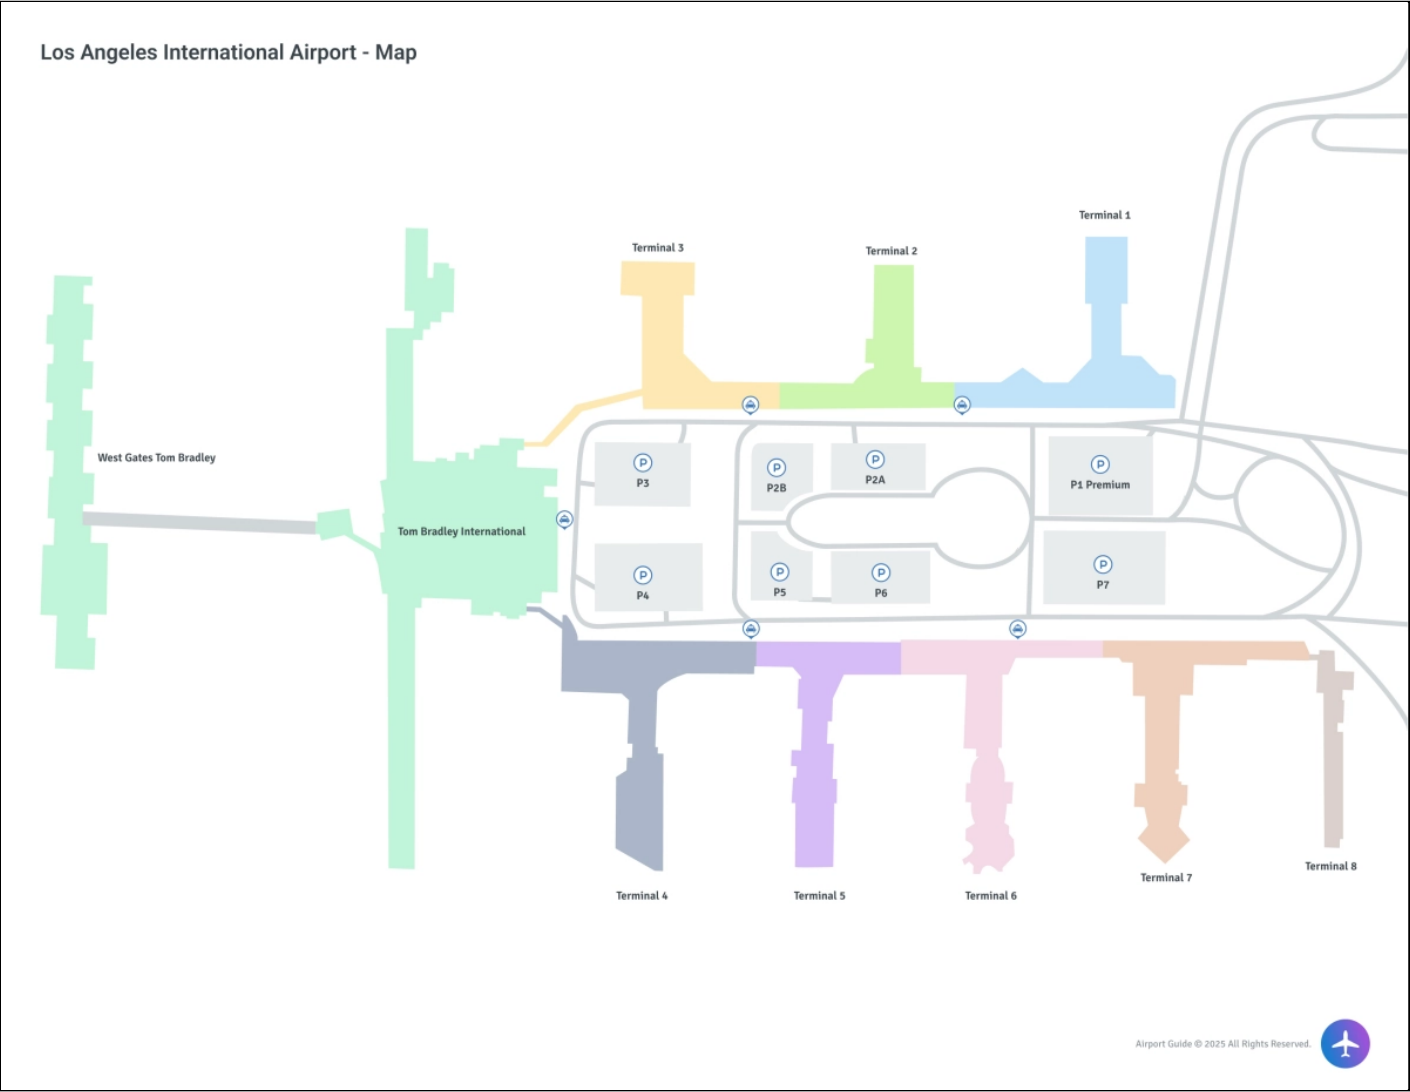 Los Angeles International Airport - Map
Terminal 1
Terminal 3
Terminal 2
West Gates Tom Bradley
P
P3
P
P2B
P
P2A
P
P1 Premium
Tom Bradley International
P
P4
P
P5
P
P6
P
P7
Terminal 4
Terminal 5
Terminal 6
Terminal 7
Terminal 8
Airport Guide © 2025 All Rights Reserved.